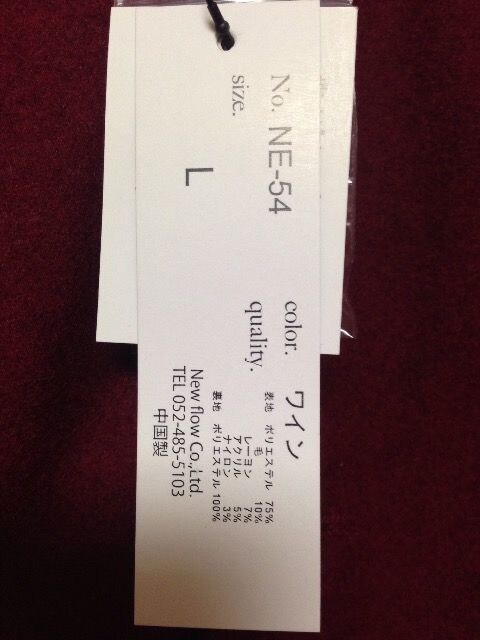 No. NE-54
size.
L
color. ワイン
quality.
表地 ポリエステル 75%
毛 10%
レーヨン 7%
アクリル 5%
ナイロン 3%
裏地 ポリエステル 100%
New flow Co.,Ltd.
TEL 052-485-5103
中国製